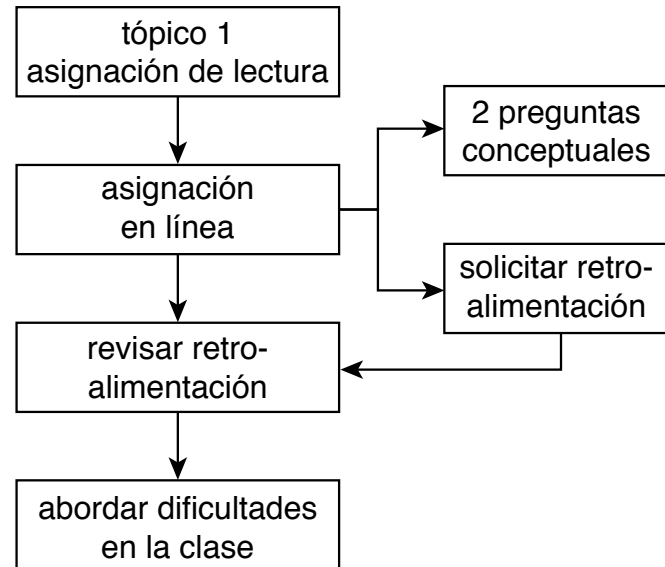 tópico 1
asignación de lectura
2 preguntas
conceptuales
asignación
en línea
solicitar retro-
alimentación
revisar retro-
alimentación
abordar dificultades
en la clase